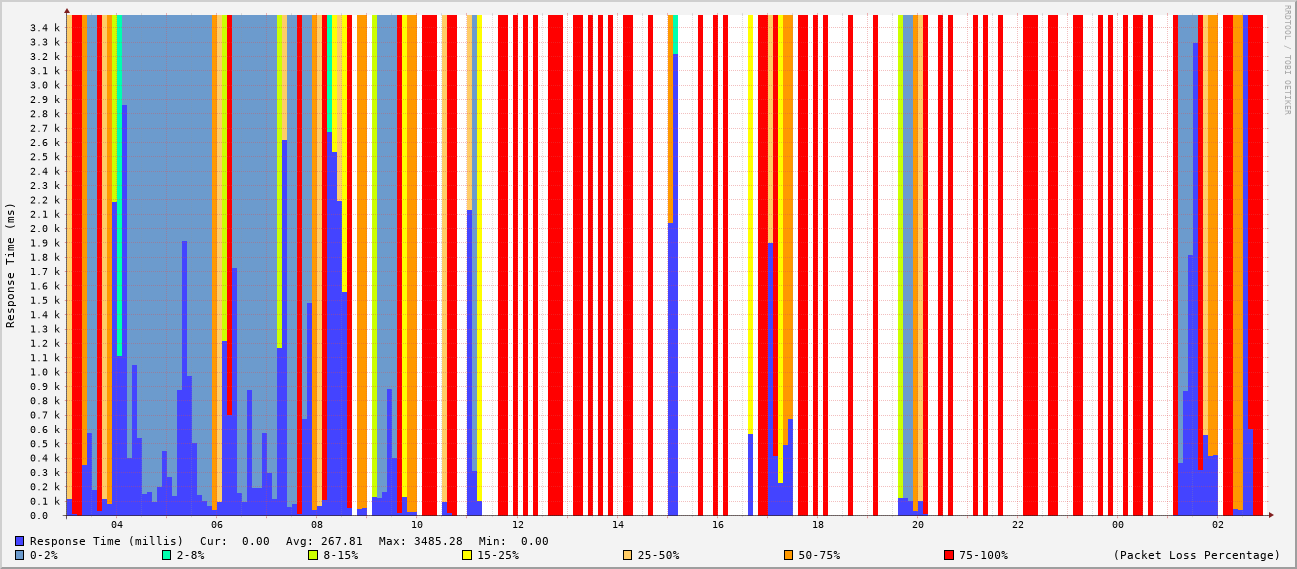 RRDTOOL / TOBI OETIKER
Response Time (ms)
3.4 k
3.3 k
3.2 k
3.1 k
3.0 k
2.9 k
2.8 k
2.7 k
2.6 k
2.5 k
2.4 k
2.3 k
2.2 k
2.1 k
2.0 k
1.9 k
1.8 k
1.7 k
1.6 k
1.5 k
1.4 k
1.3 k
1.2 k
1.1 k
1.0 k
0.9 k
0.8 k
0.7 k
0.6 k
0.5 k
0.4 k
0.3 k
0.2 k
0.1 k
0.0
04 06 08 10 12 14 16 18 20 22 00 02
Response Time (millis) Cur: 0.00 Avg: 267.81 Max: 3485.28 Min: 0.00
0-2% 2-8% 8-15% 15-25% 25-50% 50-75% 75-100% (Packet Loss Percentage)